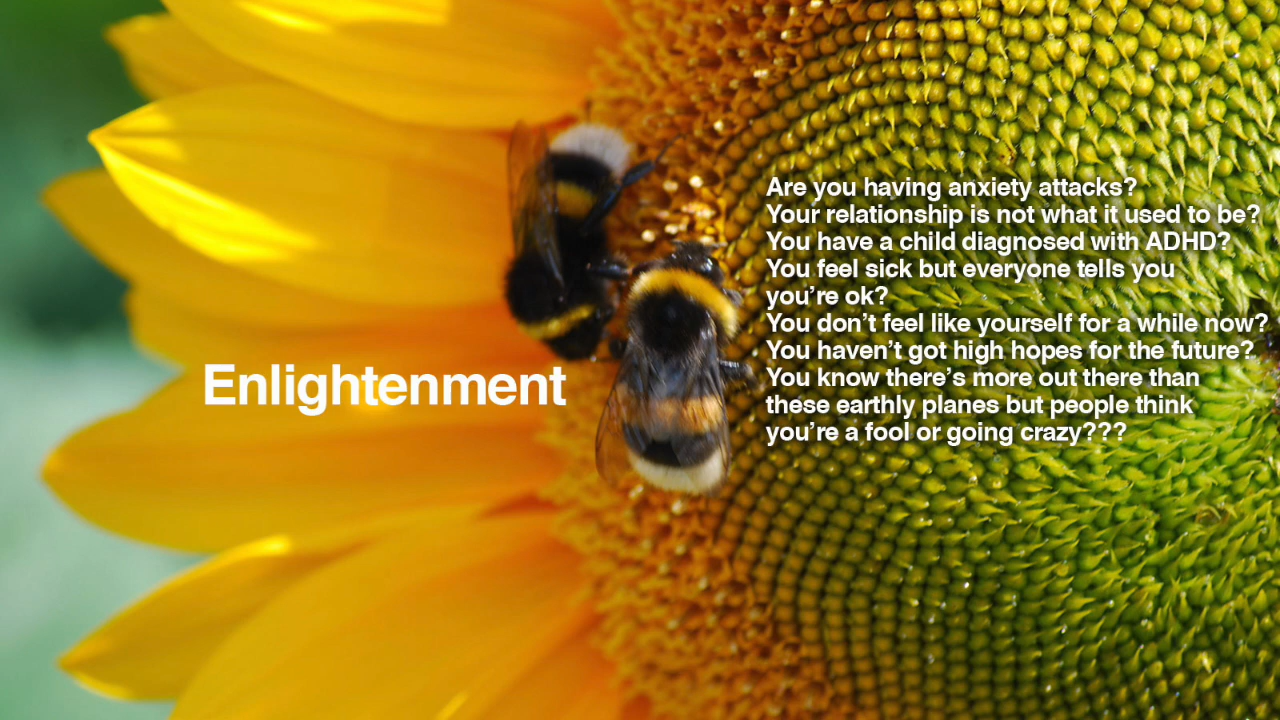 Enlightenment
Are you having anxiety attacks?
Your relationship is not what it used to be?
You have a child diagnosed with ADHD?
You feel sick but everyone tells you
you're ok?
You don't feel like yourself for a while now?
You haven't got high hopes for the future?
You know there's more out there than
these earthly planes but people think
you're a fool or going crazy???